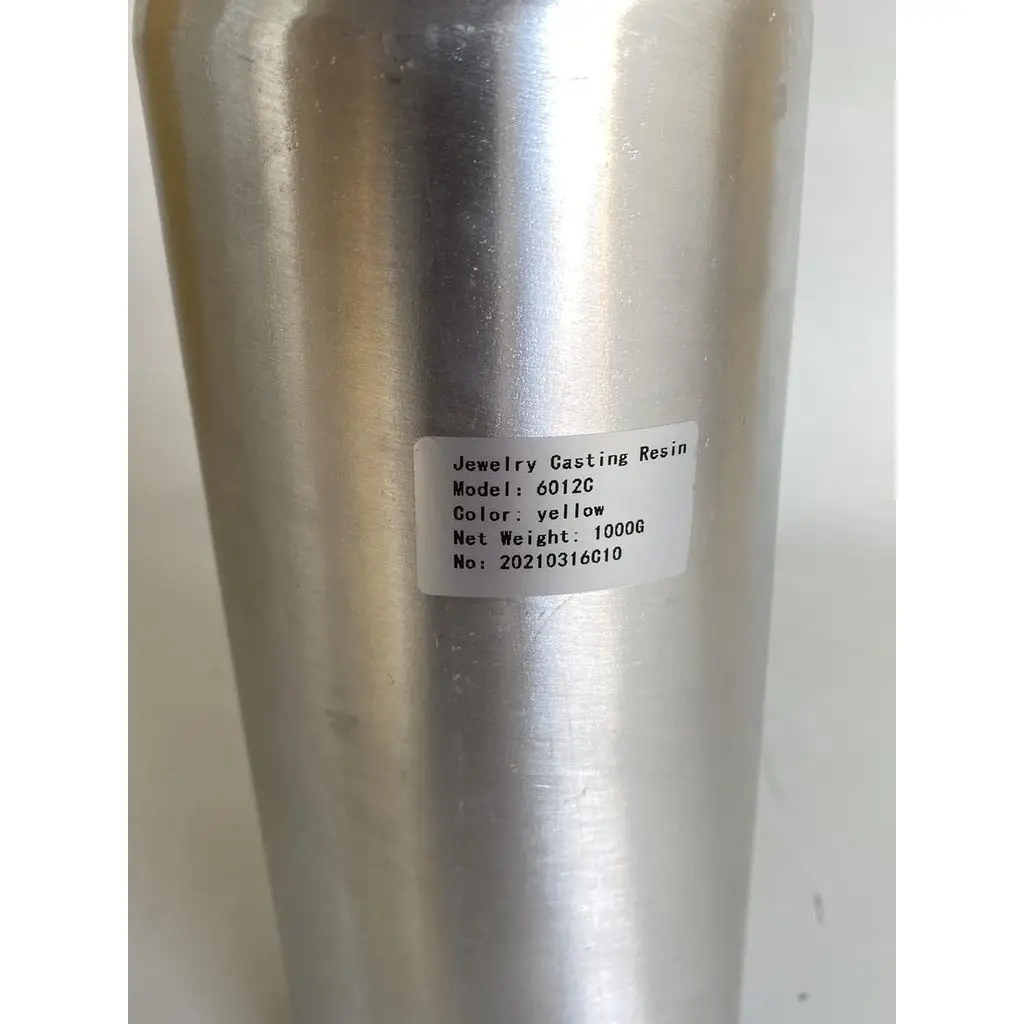 Jewelry Casting Resin
Model: 6012C
Color: yellow
Net Weight: 1000G
No: 20210316C10